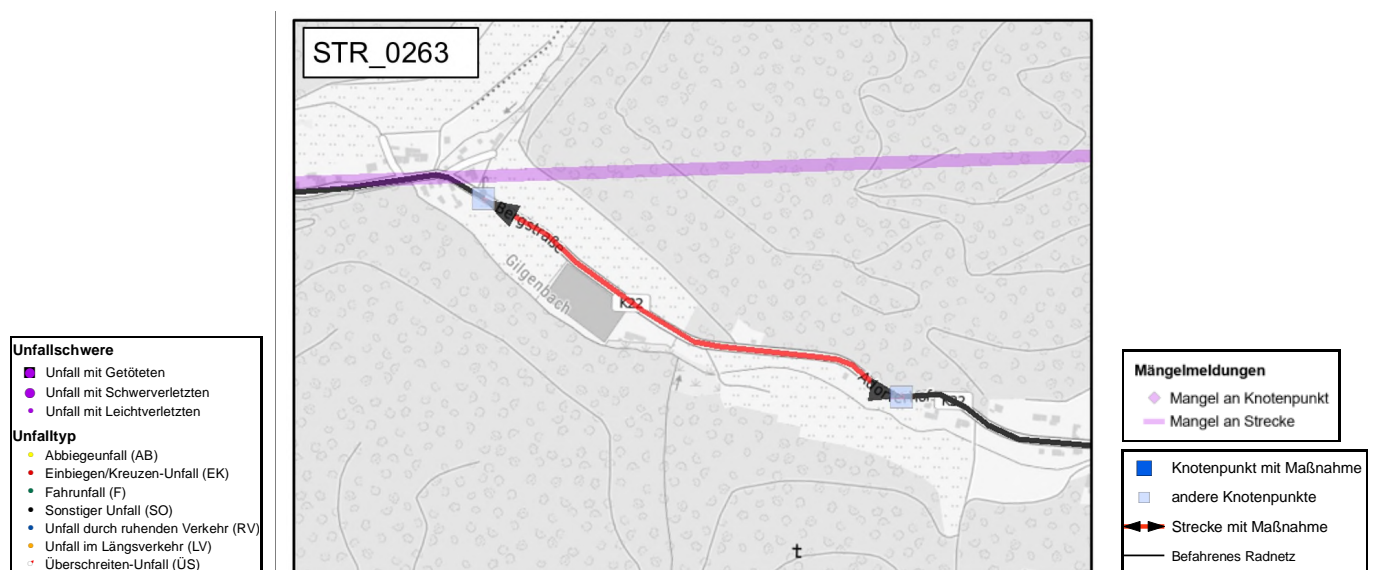 STR_0263
Bergstraße
Gilgenbach
K22
K22
t
Unfallschwere
Unfall mit Getöteten
Unfall mit Schwerverletzten
Unfall mit Leichtverletzten
Unfalltyp
Abbiegeunfall (AB)
Einbiegen/Kreuzen-Unfall (EK)
Fahrunfall (F)
Sonstiger Unfall (SO)
Unfall durch ruhenden Verkehr (RV)
Unfall im Längsverkehr (LV)
Überschreiten-Unfall (ÜS)
Mängelmeldungen
Mangel an Knotenpunkt
Mangel an Strecke
Knotenpunkt mit Maßnahme
andere Knotenpunkte
Strecke mit Maßnahme
Befahrenes Radnetz